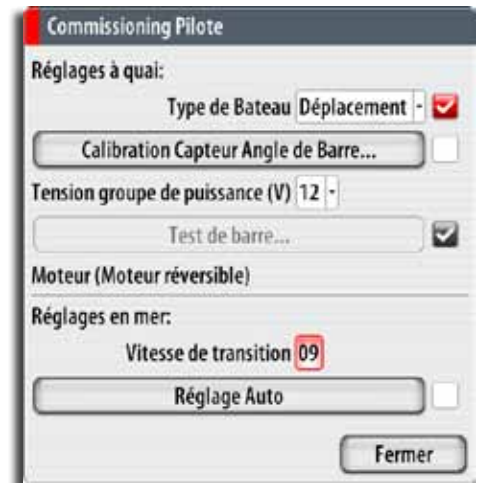 Commissioning Pilote
Réglages à quai:
Type de Bateau Déplacement
Calibration Capteur Angle de Barre...
Tension groupe de puissance (V) 12
Test de barre...
Moteur (Moteur réversible)
Réglages en mer:
Vitesse de transition 09
Réglage Auto
Fermer